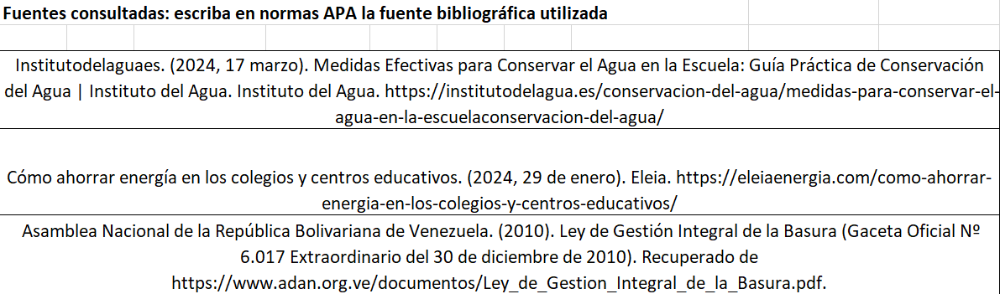 Fuentes consultadas: escriba en normas APA la fuente bibliográfica utilizada
Institutodelaguaes. (2024, 17 marzo). Medidas Efectivas para Conservar el Agua en la Escuela: Guía Práctica de Conservación
del Agua | Instituto del Agua. Instituto del Agua. https://institutodelagua.es/conservacion-del-agua/medidas-para-conservar-el-
agua-en-la-escuelaconservacion-del-agua/
Cómo ahorrar energía en los colegios y centros educativos. (2024, 29 de enero). Eleia. https://eleiaenergia.com/como-ahorrar-
energia-en-los-colegios-y-centros-educativos/
Asamblea Nacional de la República Bolivariana de Venezuela. (2010). Ley de Gestión Integral de la Basura (Gaceta Oficial Nº
6.017 Extraordinario del 30 de diciembre de 2010). Recuperado de
https://www.adan.org.ve/documentos/Ley_de_Gestion_Integral_de_la_Basura.pdf.